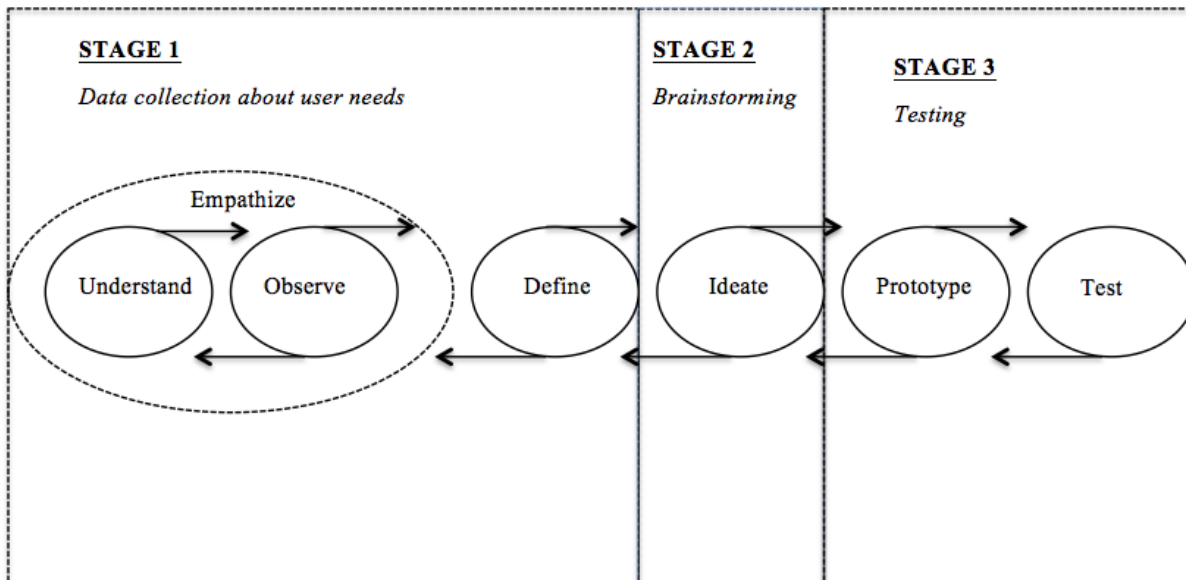 STAGE 1
Data collection about user needs
STAGE 2
Brainstorming
STAGE 3
Testing
Empathize
Understand
Observe
Define
Ideate
Prototype
Test